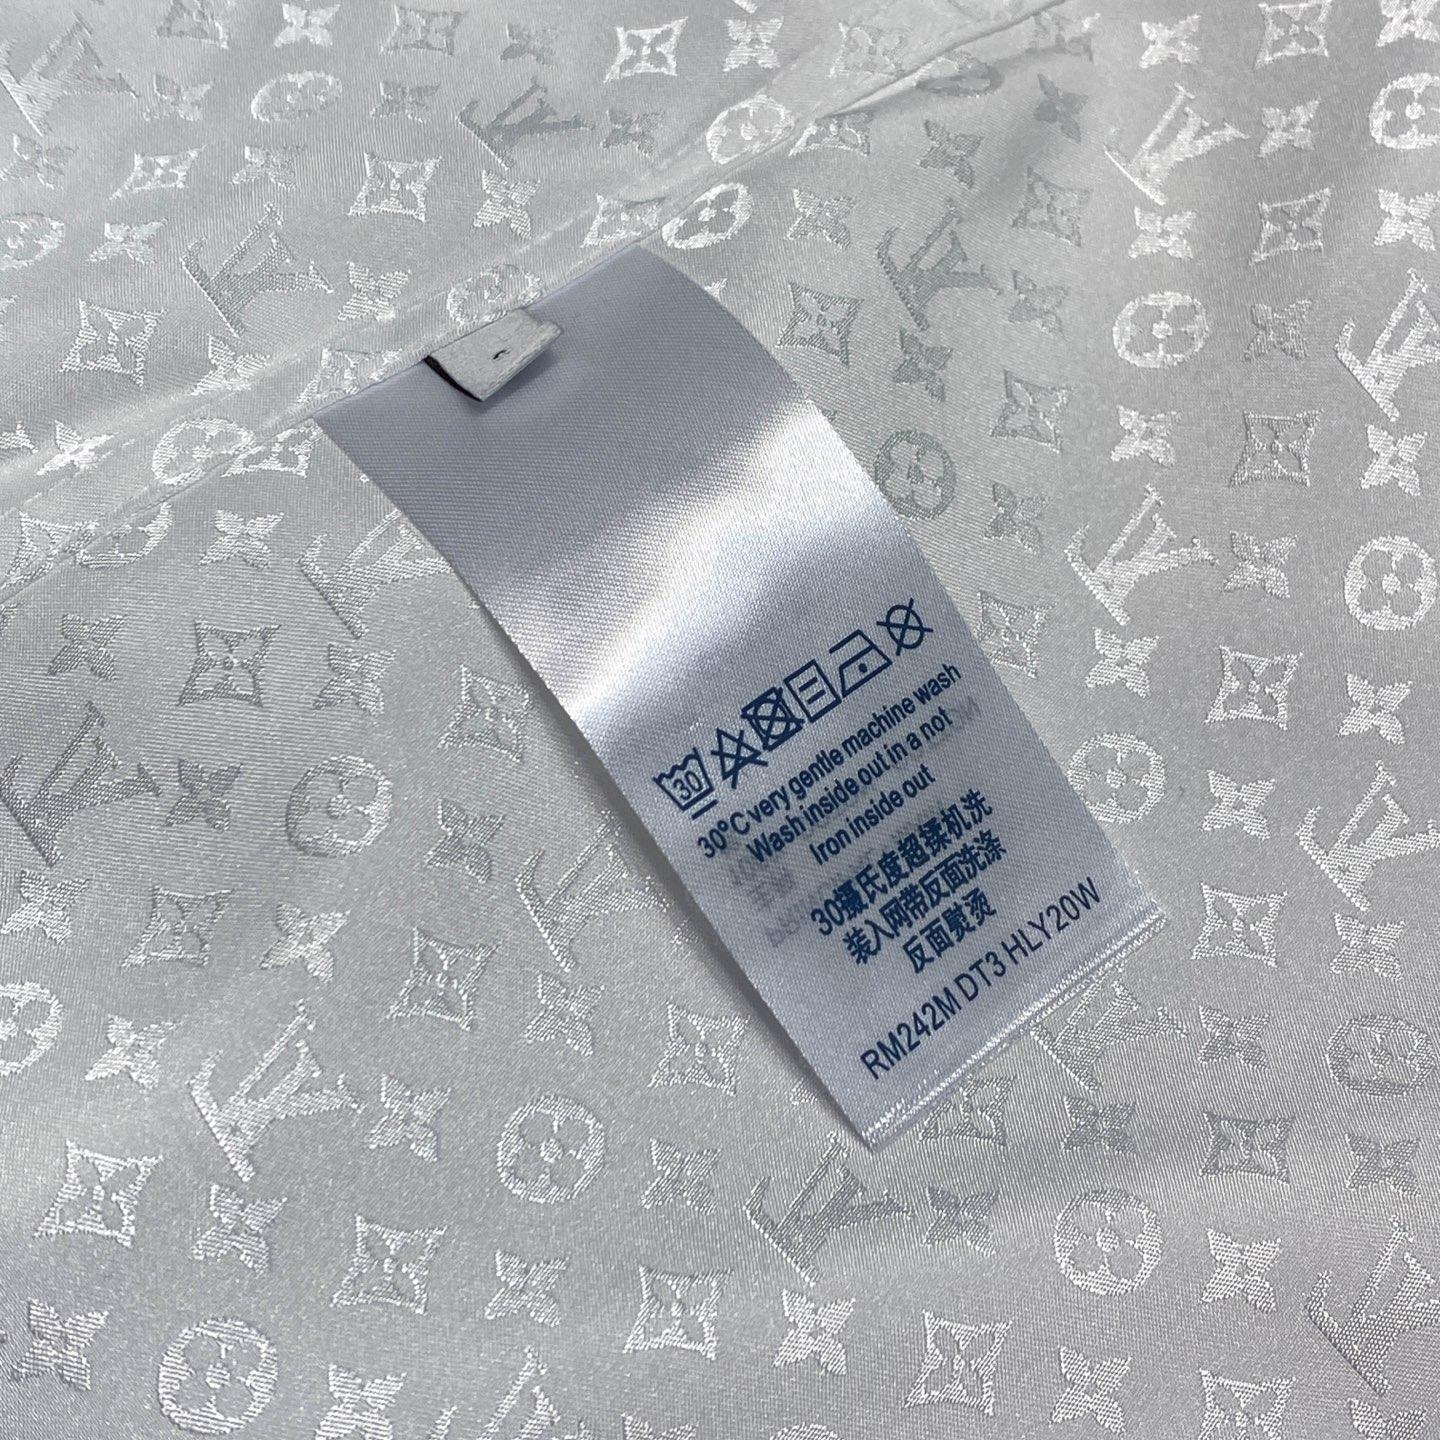 30
30°C very gentle machine wash
Wash inside out in a not
Iron inside out
30摄氏度超揉机洗
装入网带反面洗涤
反面熨烫
RM242M DT3 HLY20W